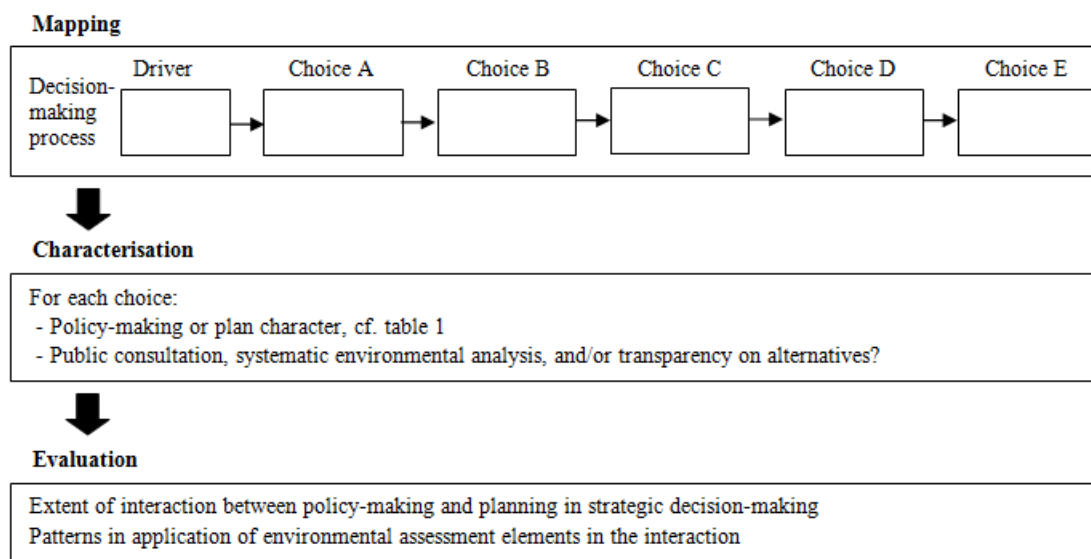 Mapping
Driver Choice A Choice B Choice C Choice D Choice E
Decision-
making
process
Characterisation
For each choice:
- Policy-making or plan character, cf. table 1
- Public consultation, systematic environmental analysis, and/or transparency on alternatives?
Evaluation
Extent of interaction between policy-making and planning in strategic decision-making
Patterns in application of environmental assessment elements in the interaction